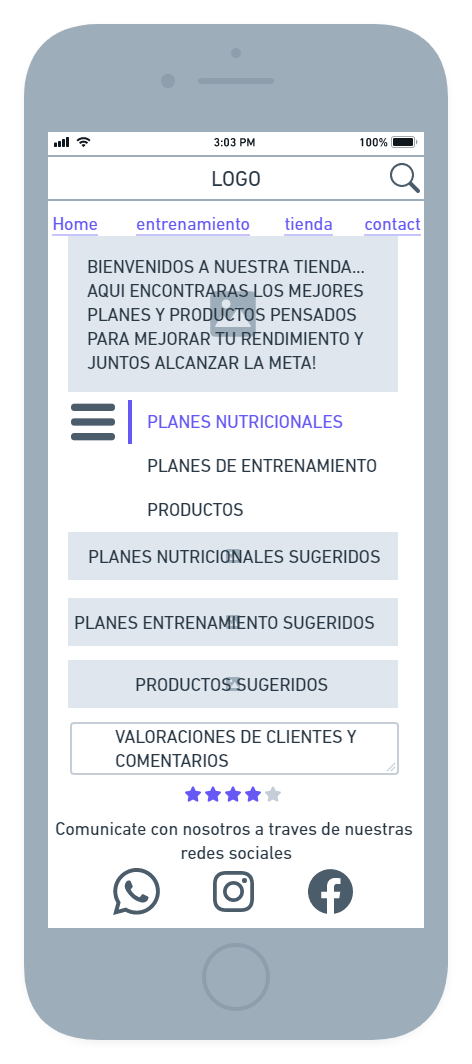 3:03 PM 100%
LOGO
Home entrenamiento tienda contact
BIENVENIDOS A NUESTRA TIENDA...
AQUI ENCONTRARAS LOS MEJORES
PLANES Y PRODUCTOS PENSADOS
PARA MEJORAR TU RENDIMIENTO Y
JUNTOS ALCANZAR LA META!
PLANES NUTRICIONALES
PLANES DE ENTRENAMIENTO
PRODUCTOS
PLANES NUTRICIONALES SUGERIDOS
PLANES ENTRENAMIENTO SUGERIDOS
PRODUCTOS SUGERIDOS
VALORACIONES DE CLIENTES Y
COMENTARIOS
Comunicate con nosotros a traves de nuestras
redes sociales